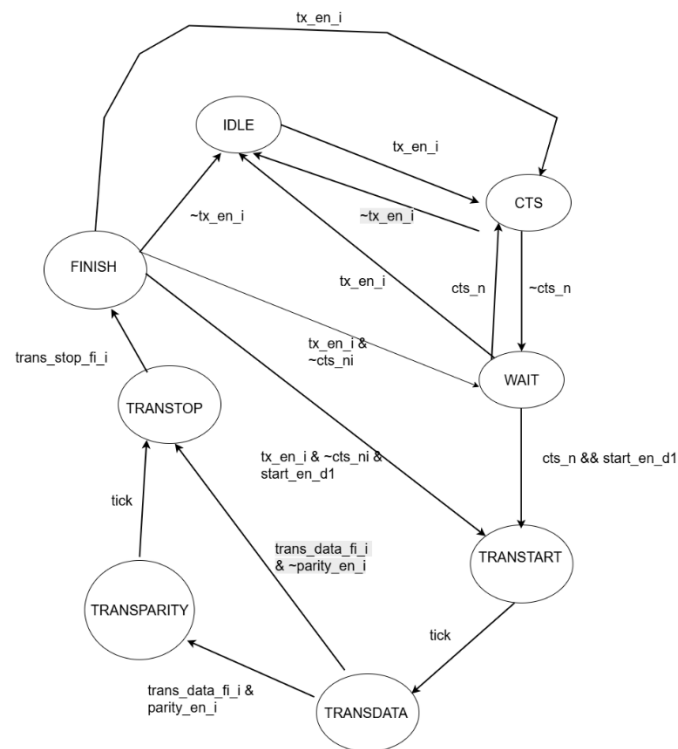 tx_en_i
IDLE
tx_en_i
CTS
~tx_en_i
~tx_en_i
FINISH
tx_en_i
cts_n
~cts_n
trans_stop_fi_i
tx_en_i &
~cts_ni
WAIT
TRANSTOP
tx_en_i & ~cts_ni &
start_en_d1
cts_n && start_en_d1
tick
trans_data_fi_i
& ~parity_en_i
TRANSTART
TRANSPARITY
tick
trans_data_fi_i &
parity_en_i
TRANSDATA